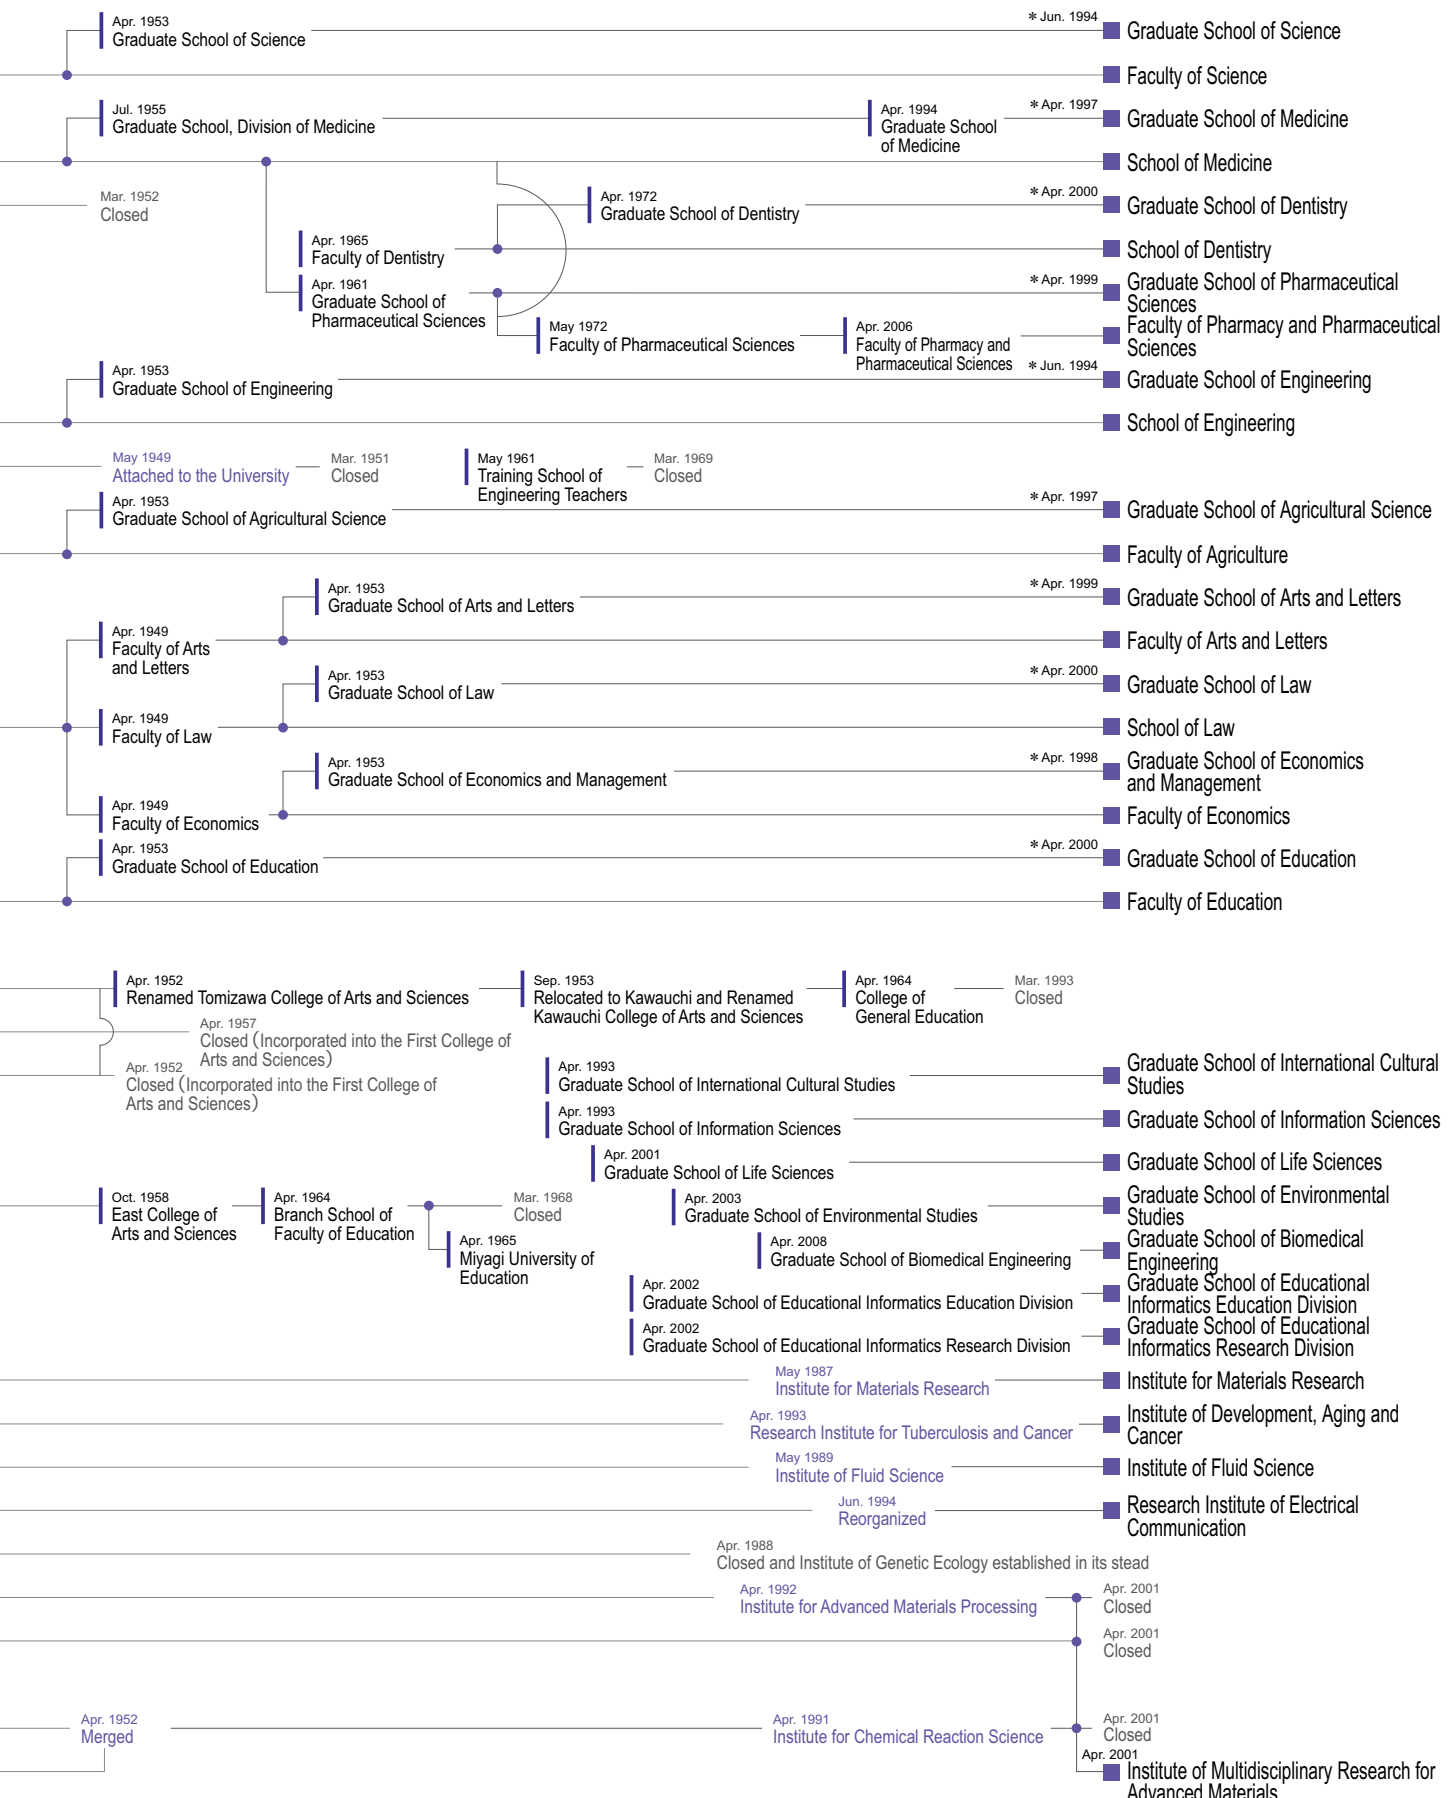 Apr. 1953
Graduate School of Science
* Jun. 1994
Graduate School of Science
Faculty of Science
Jul. 1955
Graduate School, Division of Medicine
Apr. 1994
Graduate School
of Medicine
* Apr. 1997
Graduate School of Medicine
School of Medicine
Mar. 1952
Closed
Apr. 1972
Graduate School of Dentistry
* Apr. 2000
Graduate School of Dentistry
Apr. 1965
Faculty of Dentistry
School of Dentistry
Apr. 1961
Graduate School of
Pharmaceutical Sciences
* Apr. 1999
Graduate School of Pharmaceutical
Sciences
May 1972
Faculty of Pharmaceutical Sciences
Apr. 2006
Faculty of Pharmacy and
Pharmaceutical Sciences
Faculty of Pharmacy and Pharmaceutical
Sciences
Apr. 1953
Graduate School of Engineering
* Jun. 1994
Graduate School of Engineering
School of Engineering
May 1949
Attached to the University
Mar. 1951
Closed
May 1961
Training School of
Engineering Teachers
Mar. 1969
Closed
Apr. 1953
Graduate School of Agricultural Science
* Apr. 1997
Graduate School of Agricultural Science
Faculty of Agriculture
Apr. 1953
Graduate School of Arts and Letters
* Apr. 1999
Graduate School of Arts and Letters
Apr. 1949
Faculty of Arts
and Letters
Faculty of Arts and Letters
Apr. 1953
Graduate School of Law
* Apr. 2000
Graduate School of Law
Apr. 1949
Faculty of Law
School of Law
Apr. 1953
Graduate School of Economics and Management
* Apr. 1998
Graduate School of Economics
and Management
Apr. 1949
Faculty of Economics
Faculty of Economics
Apr. 1953
Graduate School of Education
* Apr. 2000
Graduate School of Education
Faculty of Education
Apr. 1952
Renamed Tomizawa College of Arts and Sciences
Sep. 1953
Relocated to Kawauchi and Renamed
Kawauchi College of Arts and Sciences
Apr. 1964
College of
General Education
Mar. 1993
Closed
Apr. 1957
Closed (Incorporated into the First College of
Arts and Sciences)
Apr. 1952
Closed (Incorporated into the First College of
Arts and Sciences)
Apr. 1993
Graduate School of International Cultural Studies
Graduate School of International Cultural
Studies
Apr. 1993
Graduate School of Information Sciences
Graduate School of Information Sciences
Apr. 2001
Graduate School of Life Sciences
Graduate School of Life Sciences
Oct. 1958
East College of
Arts and Sciences
Apr. 1964
Branch School of
Faculty of Education
Mar. 1968
Closed
Apr. 2003
Graduate School of Environmental Studies
Graduate School of Environmental
Studies
Apr. 1965
Miyagi University of
Education
Apr. 2008
Graduate School of Biomedical Engineering
Graduate School of Biomedical
Engineering
Apr. 2002
Graduate School of Educational Informatics Education Division
Graduate School of Educational
Informatics Education Division
Apr. 2002
Graduate School of Educational Informatics Research Division
Graduate School of Educational
Informatics Research Division
May 1987
Institute for Materials Research
Institute for Materials Research
Apr. 1993
Research Institute for Tuberculosis and Cancer
Institute of Development, Aging and
Cancer
May 1989
Institute of Fluid Science
Institute of Fluid Science
Jun. 1994
Reorganized
Research Institute of Electrical
Communication
Apr. 1988
Closed and Institute of Genetic Ecology established in its stead
Apr. 1992
Institute for Advanced Materials Processing
Apr. 2001
Closed
Apr. 2001
Closed
Apr. 1952
Merged
Apr. 1991
Institute for Chemical Reaction Science
Apr. 2001
Closed
Apr. 2001
Institute of Multidisciplinary Research for
Advanced Materials